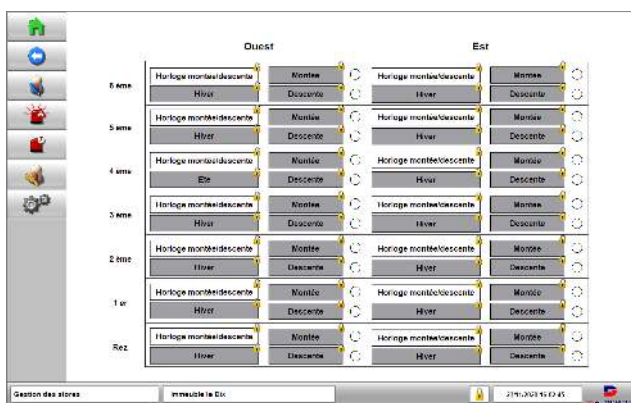 Ouest Est
Horloge montée/descente Montée Horloge montée/descente Montée
6 ème
Hiver Descente Hiver Descente
Horloge montée/descente Montée Horloge montée/descente Montée
5 ème
Hiver Descente Hiver Descente
Horloge montée/descente Montée Horloge montée/descente Montée
4 ème
Ete Descente Hiver Descente
Horloge montée/descente Montée Horloge montée/descente Montée
3 ème
Hiver Descente Hiver Descente
Horloge montée/descente Montée Horloge montée/descente Montée
2 ème
Hiver Descente Hiver Descente
Horloge montée/descente Montée Horloge montée/descente Montée
1 er
Hiver Descente Hiver Descente
Horloge montée/descente Montée Horloge montée/descente Montée
Rez
Hiver Descente Hiver Descente
Gestion des stores Immeuble le Dix